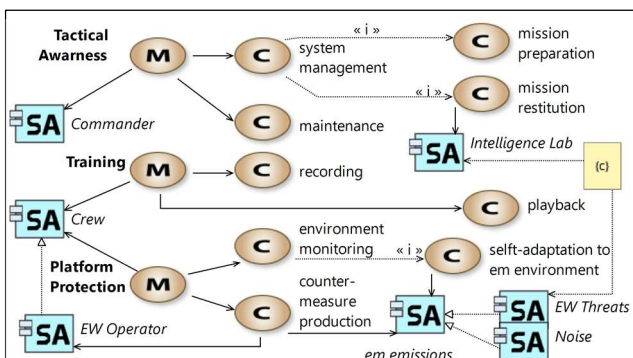 Tactical
Awarness
M
C
system
management
« i »
C
mission
preparation
« i »
C
mission
restitution
SA
Commander
C
maintenance
SA
Intelligence Lab
{c}
Training
M
C
recording
SA
Crew
C
playback
Platform
Protection
M
C
environment
monitoring
« i »
C
selft-adaptation to
em environment
C
counter-
measure
production
SA
EW Operator
SA
em emissions
SA
EW Threats
SA
Noise